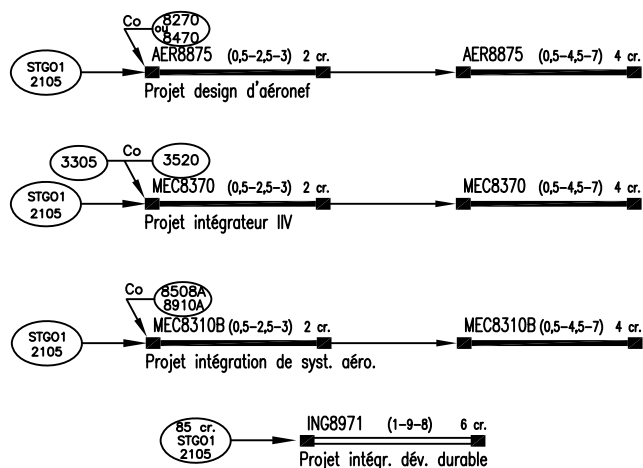 Co
8270
ou
8470
STG01
2105
AER8875 (0,5-2,5-3) 2 cr.
AER8875 (0,5-4,5-7) 4 cr.
Projet design d'aéronef
3305
Co
3520
STG01
2105
MEC8370 (0,5-2,5-3) 2 cr.
MEC8370 (0,5-4,5-7) 4 cr.
Projet intégrateur IIV
Co
8508A
8910A
STG01
2105
MEC8310B (0,5-2,5-3) 2 cr.
MEC8310B (0,5-4,5-7) 4 cr.
Projet intégration de syst. aéro.
85 cr.
STG01
2105
ING8971 (1-9-8) 6 cr.
Projet intégr. dév. durable